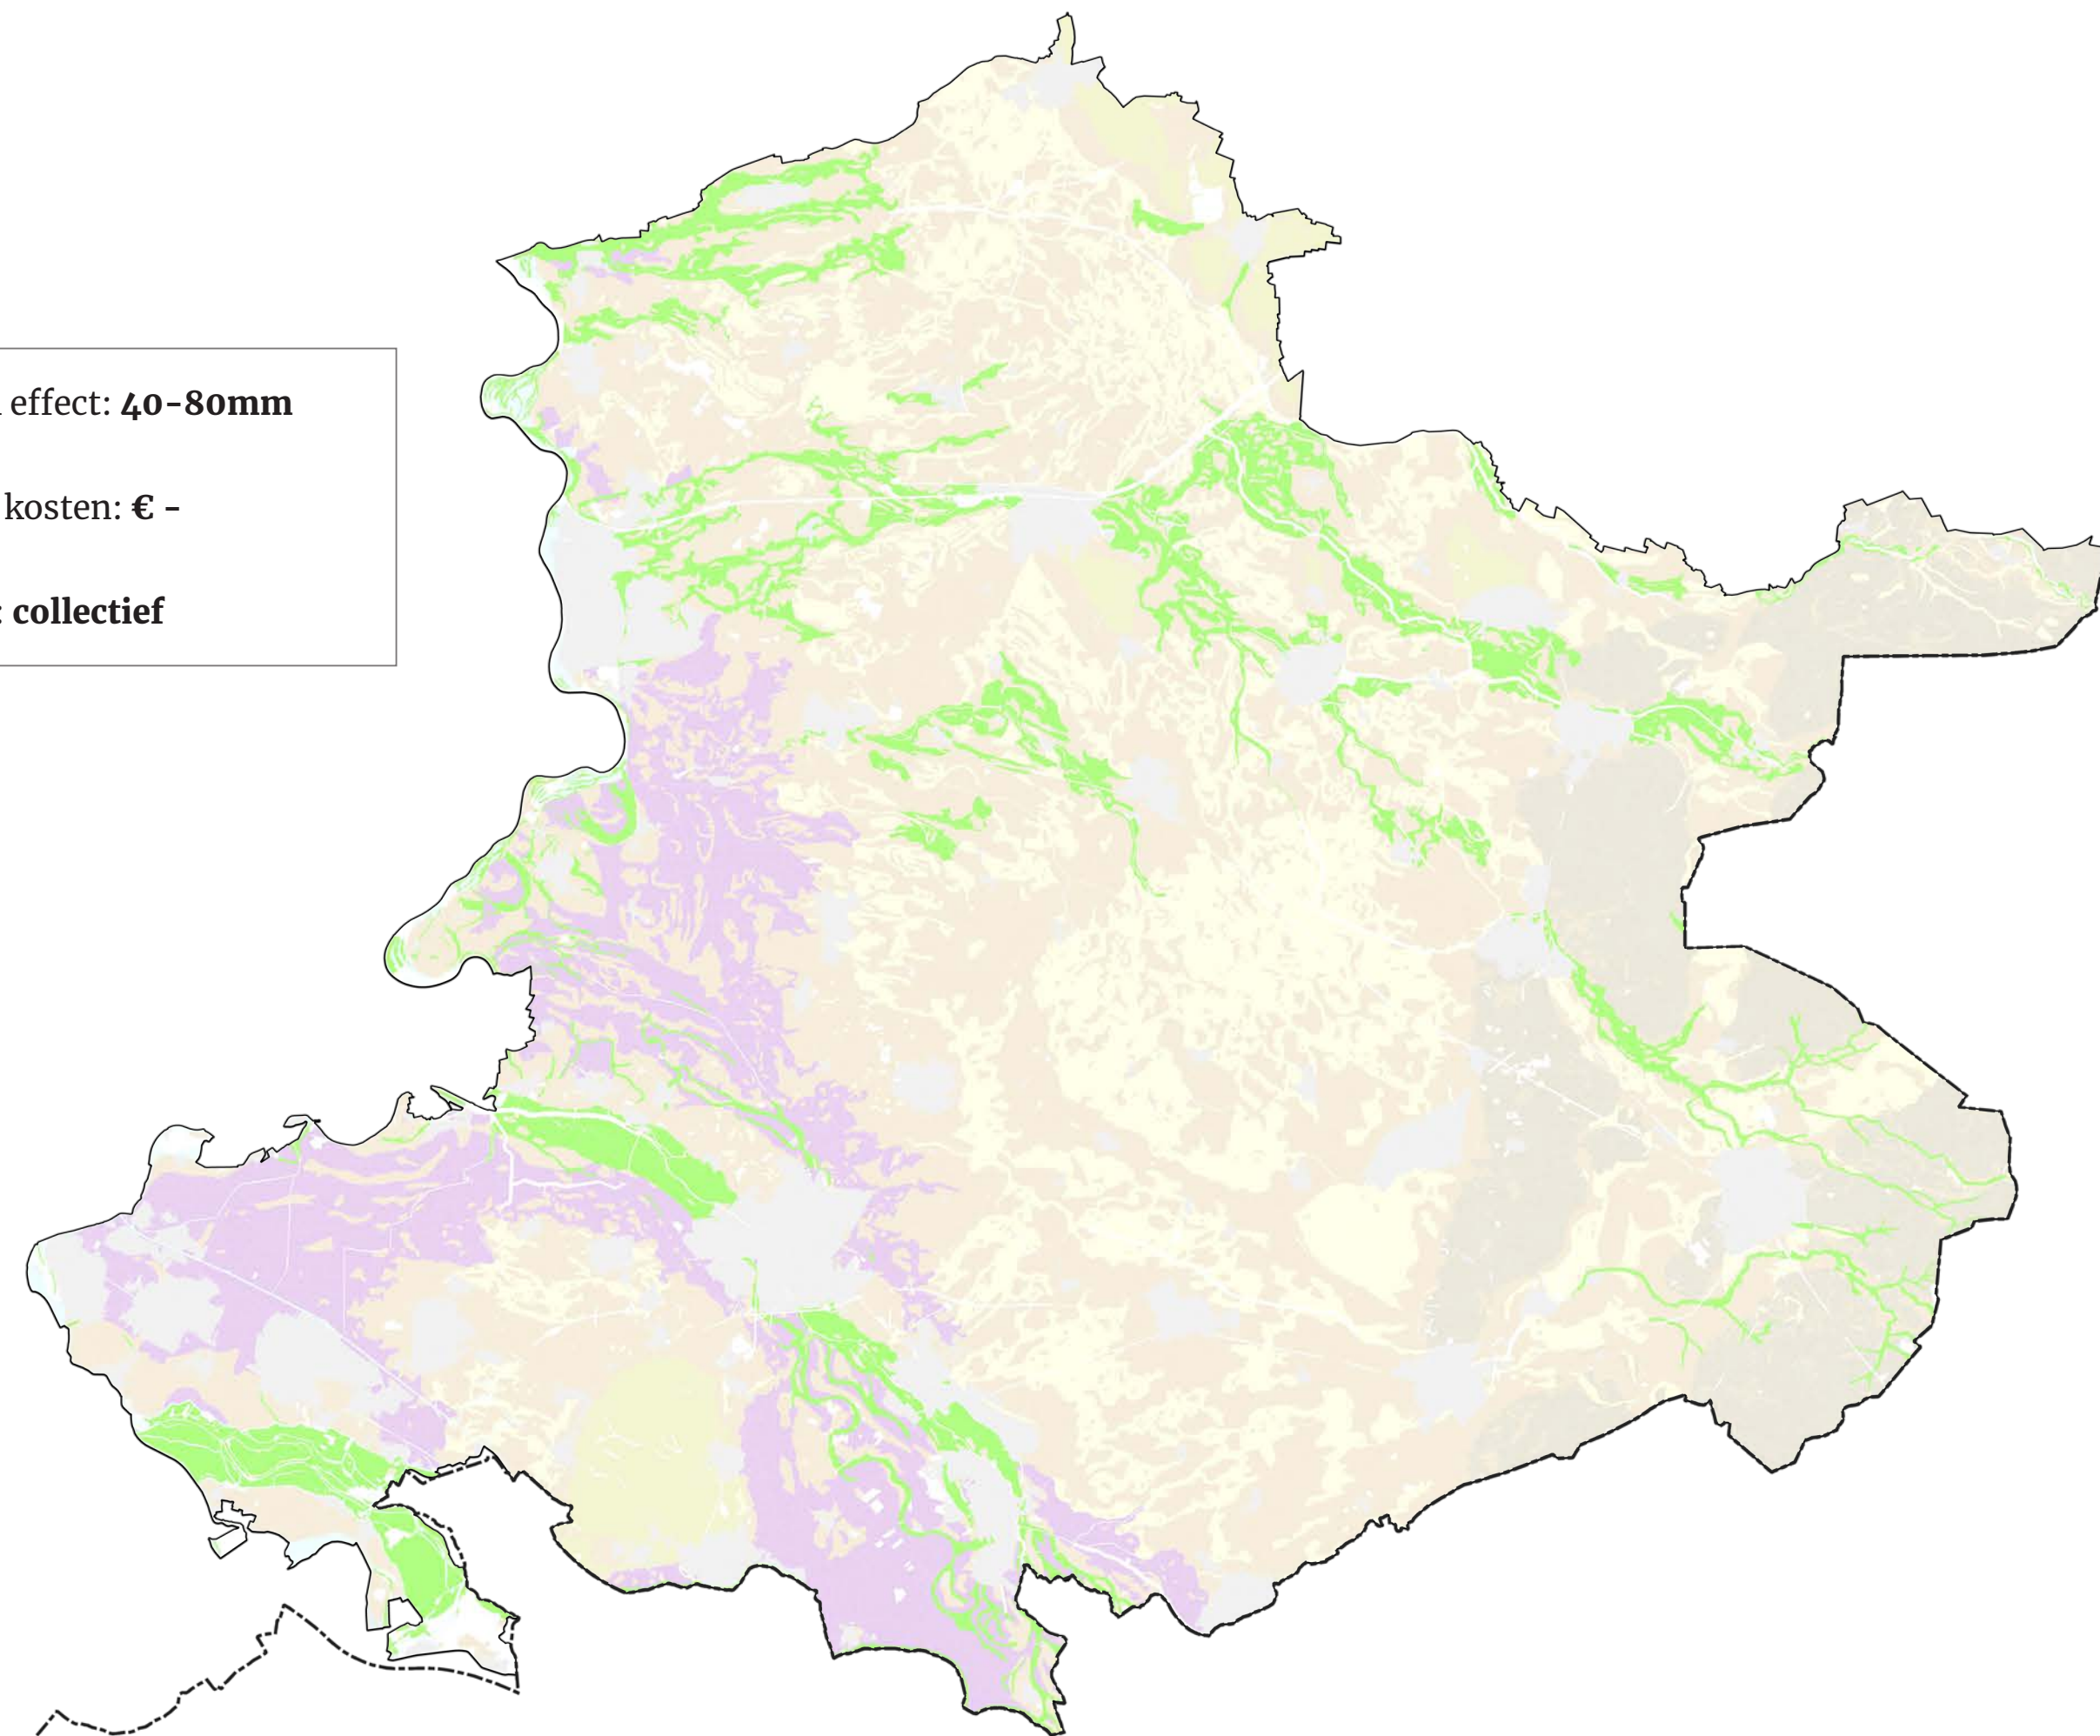 effect: 40-80mm
kosten: € -
: collectief